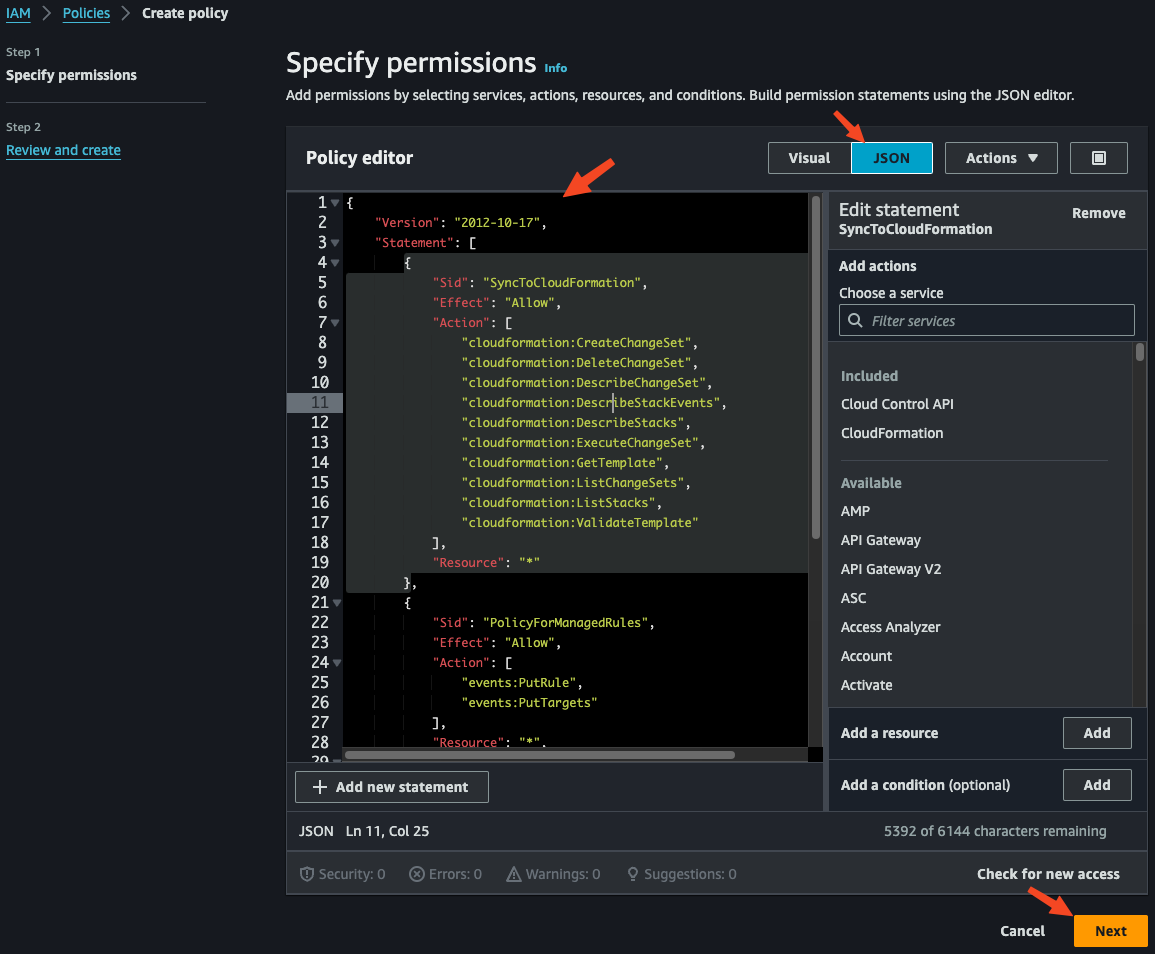 IAM > Policies > Create policy
Step 1
Specify permissions
Step 2
Review and create
Specify permissions Info
Add permissions by selecting services, actions, resources, and conditions. Build permission statements using the JSON editor.
Policy editor
Visual
JSON
Actions
1 {
2 "Version": "2012-10-17",
3 "Statement": [
4 {
5 "Sid": "SyncToCloudFormation",
6 "Effect": "Allow",
7 "Action": [
8 "cloudformation:CreateChangeSet",
9 "cloudformation:DeleteChangeSet",
10 "cloudformation:DescribeChangeSet",
11 "cloudformation:DescribeStackEvents",
12 "cloudformation:DescribeStacks",
13 "cloudformation:ExecuteChangeSet",
14 "cloudformation:GetTemplate",
15 "cloudformation:ListChangeSets",
16 "cloudformation:ListStacks",
17 "cloudformation:ValidateTemplate"
18 ],
19 "Resource": "*"
20 },
21 {
22 "Sid": "PolicyForManagedRules",
23 "Effect": "Allow",
24 "Action": [
25 "events:PutRule",
26 "events:PutTargets"
27 ],
28 "Resource": "*",
29
+ Add new statement
Edit statement
SyncToCloudFormation
Remove
Add actions
Choose a service
Filter services
Included
Cloud Control API
CloudFormation
Available
AMP
API Gateway
API Gateway V2
ASC
Access Analyzer
Account
Activate
Add a resource
Add
Add a condition (optional)
Add
JSON Ln 11, Col 25
5392 of 6144 characters remaining
Security: 0
Errors: 0
Warnings: 0
Suggestions: 0
Check for new access
Cancel
Next